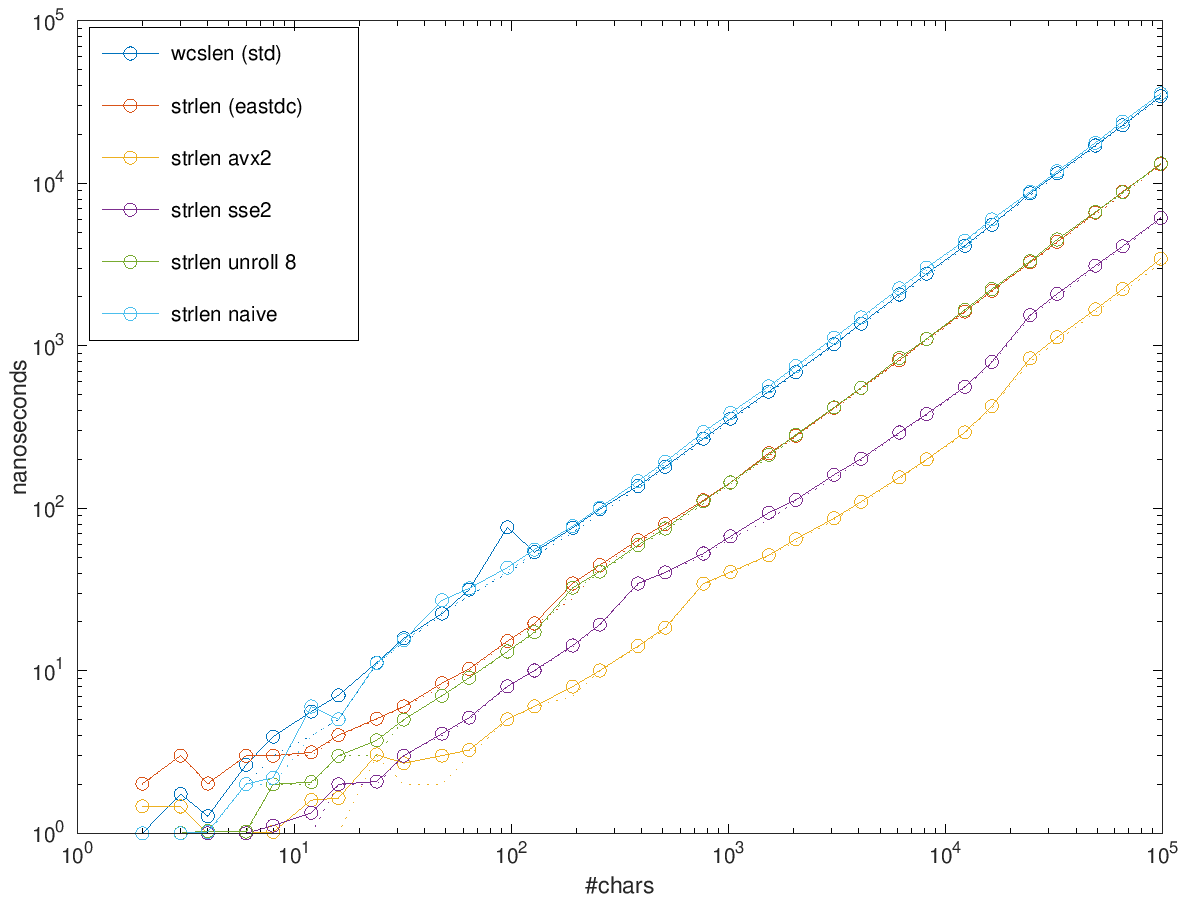 10^5
wcslen (std)
strlen (eastdc)
strlen avx2
10^4
strlen sse2
strlen unroll 8
strlen naive
10^3
nanoseconds
10^2
10^1
10^0
10^0 10^1 10^2 10^3 10^4 10^5
#chars